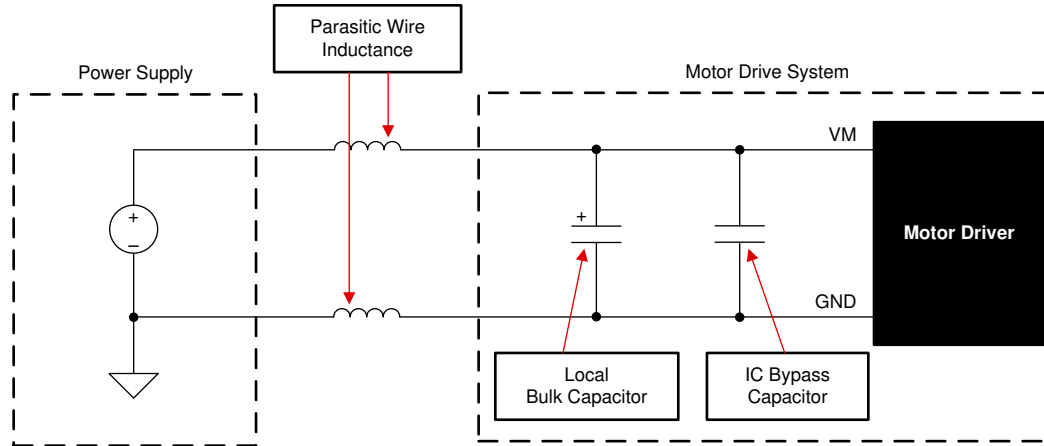 Parasitic Wire
Inductance
Power Supply
Motor Drive System
VM
+
–
+
Motor Driver
GND
Local
Bulk Capacitor
IC Bypass
Capacitor